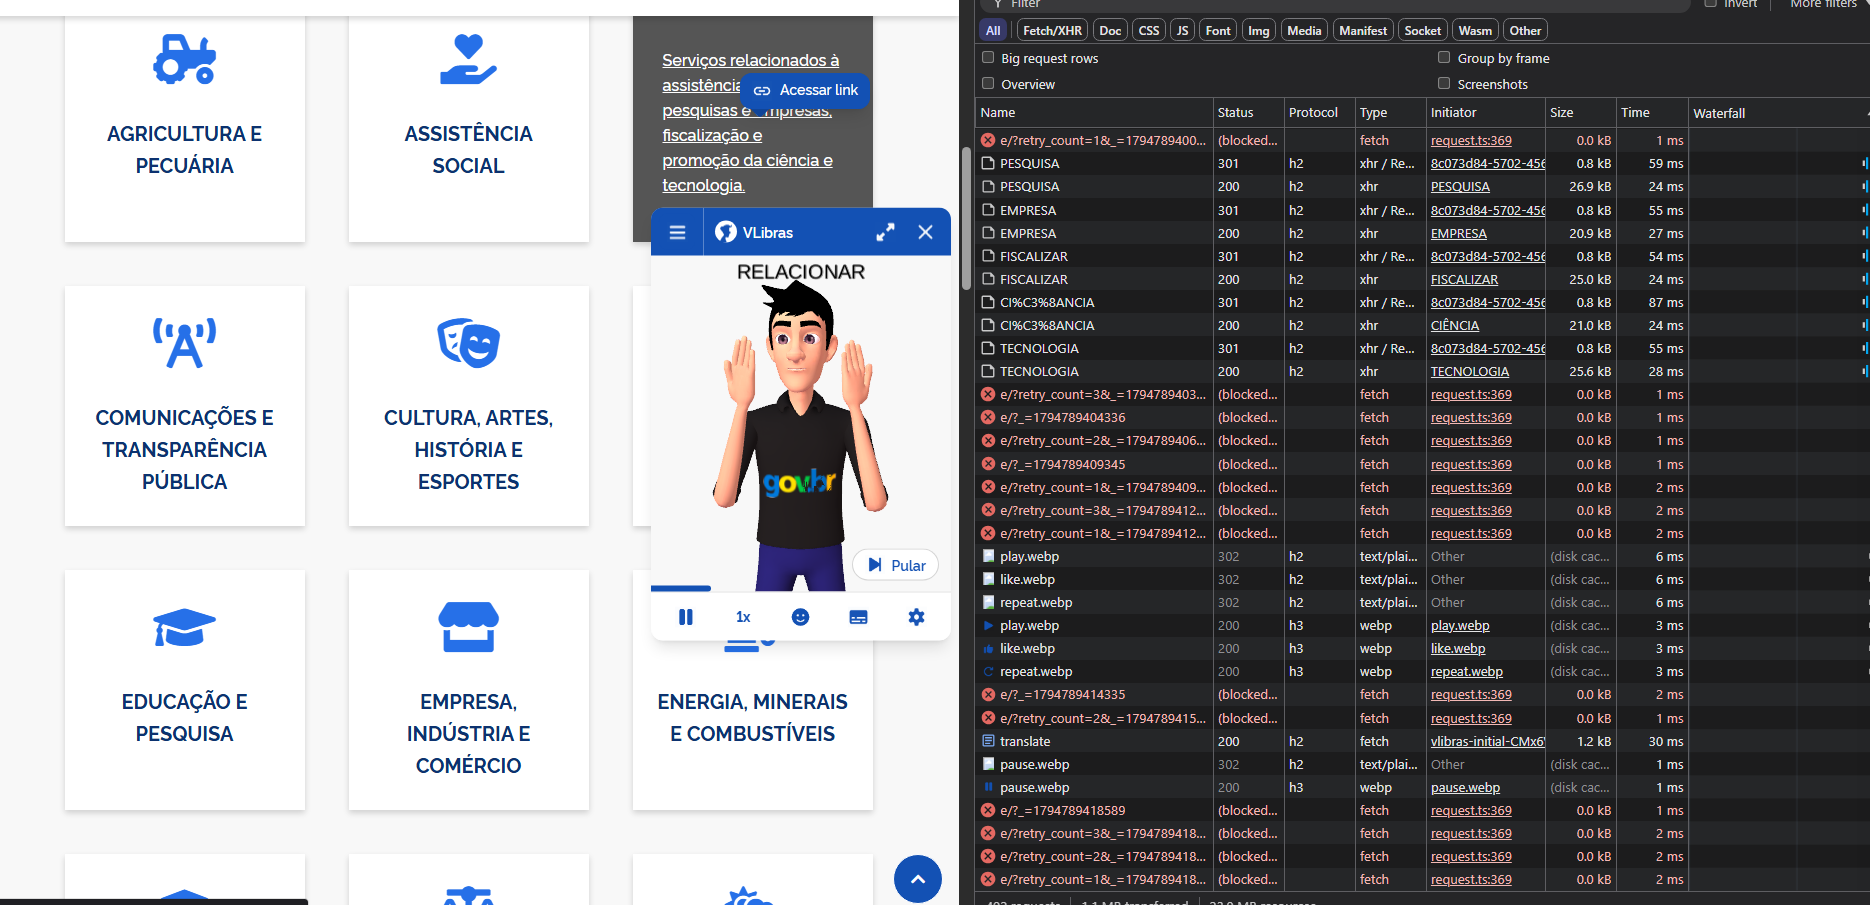 AGRICULTURA E
PECUÁRIA
ASSISTÊNCIA
SOCIAL
Serviços relacionados à
assistência
Acessar link
pesquisas e empresas,
fiscalização e
promoção da ciência e
tecnologia.
VLibras
RELACIONAR
gov.br
Pular
1x
COMUNICAÇÕES E
TRANSPARÊNCIA
PÚBLICA
CULTURA, ARTES,
HISTÓRIA E
ESPORTES
EDUCAÇÃO E
PESQUISA
EMPRESA,
INDÚSTRIA E
COMÉRCIO
ENERGIA, MINERAIS
E COMBUSTÍVEIS
Filter Invert More filters
All Fetch/XHR Doc CSS JS Font Img Media Manifest Socket Wasm Other
Big request rows Group by frame
Overview Screenshots
Name Status Protocol Type Initiator Size Time Waterfall
e/?retry_count=1&_=1794789400... (blocked... fetch request.ts:369 0.0 kB 1 ms
PESQUISA 301 h2 xhr / Re... 8c073d84-5702-456 0.8 kB 59 ms
PESQUISA 200 h2 xhr PESQUISA 26.9 kB 24 ms
EMPRESA 301 h2 xhr / Re... 8c073d84-5702-456 0.8 kB 55 ms
EMPRESA 200 h2 xhr EMPRESA 20.9 kB 27 ms
FISCALIZAR 301 h2 xhr / Re... 8c073d84-5702-456 0.8 kB 54 ms
FISCALIZAR 200 h2 xhr FISCALIZAR 25.0 kB 24 ms
CI%C3%8ANCIA 301 h2 xhr / Re... 8c073d84-5702-456 0.8 kB 87 ms
CI%C3%8ANCIA 200 h2 xhr CIÊNCIA 21.0 kB 24 ms
TECNOLOGIA 301 h2 xhr / Re... 8c073d84-5702-456 0.8 kB 55 ms
TECNOLOGIA 200 h2 xhr TECNOLOGIA 25.6 kB 28 ms
e/?retry_count=3&_=1794789403... (blocked... fetch request.ts:369 0.0 kB 1 ms
e/?_=1794789404336 (blocked... fetch request.ts:369 0.0 kB 1 ms
e/?retry_count=2&_=1794789406... (blocked... fetch request.ts:369 0.0 kB 1 ms
e/?_=1794789409345 (blocked... fetch request.ts:369 0.0 kB 1 ms
e/?retry_count=1&_=1794789409... (blocked... fetch request.ts:369 0.0 kB 2 ms
e/?retry_count=3&_=1794789412... (blocked... fetch request.ts:369 0.0 kB 2 ms
e/?retry_count=1&_=1794789412... (blocked... fetch request.ts:369 0.0 kB 2 ms
play.webp 302 h2 text/plai... Other (disk cac... 6 ms
like.webp 302 h2 text/plai... Other (disk cac... 6 ms
repeat.webp 302 h2 text/plai... Other (disk cac... 6 ms
play.webp 200 h3 webp play.webp (disk cac... 3 ms
like.webp 200 h3 webp like.webp (disk cac... 3 ms
repeat.webp 200 h3 webp repeat.webp (disk cac... 3 ms
e/?_=1794789414335 (blocked... fetch request.ts:369 0.0 kB 2 ms
e/?retry_count=2&_=1794789415... (blocked... fetch request.ts:369 0.0 kB 1 ms
translate 200 h2 fetch vlibras-initial-CMx6 1.2 kB 30 ms
pause.webp 302 h2 text/plai... Other (disk cac... 1 ms
pause.webp 200 h3 webp pause.webp (disk cac... 1 ms
e/?_=1794789418589 (blocked... fetch request.ts:369 0.0 kB 1 ms
e/?retry_count=3&_=1794789418... (blocked... fetch request.ts:369 0.0 kB 2 ms
e/?retry_count=2&_=1794789418... (blocked... fetch request.ts:369 0.0 kB 2 ms
e/?retry_count=1&_=1794789418... (blocked... fetch request.ts:369 0.0 kB 2 ms